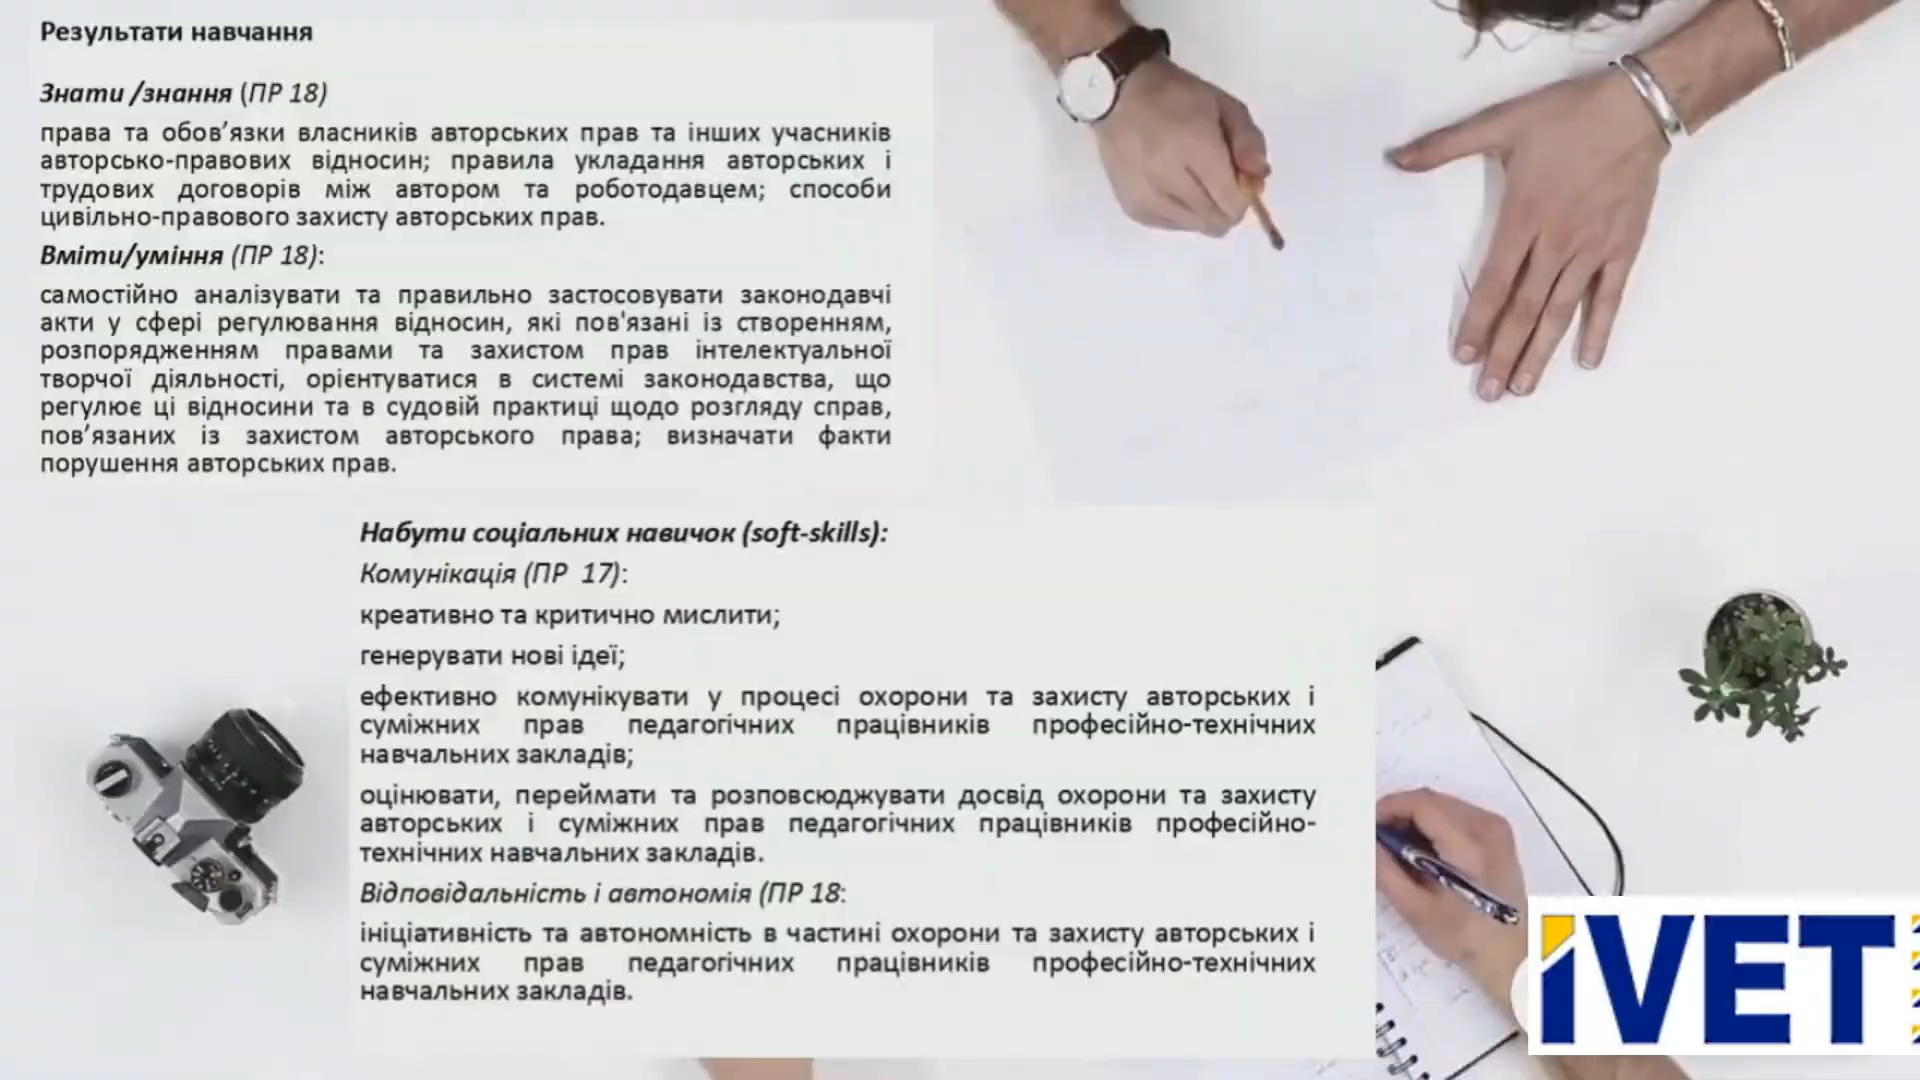 Результати навчання
Знати /знання (ПР 18)
права та обов’язки власників авторських прав та інших учасників
авторсько-правових відносин; правила укладання авторських і
трудових договорів між автором та роботодавцем; способи
цивільно-правового захисту авторських прав.
Вміти/уміння (ПР 18):
самостійно аналізувати та правильно застосовувати законодавчі
акти у сфері регулювання відносин, які пов'язані із створенням,
розпорядженням правами та захистом прав інтелектуальної
творчої діяльності, орієнтуватися в системі законодавства, що
регулює ці відносини та в судовій практиці щодо розгляду справ,
пов’язаних із захистом авторського права; визначати факти
порушення авторських прав.
Набути соціальних навичок (soft-skills):
Комунікація (ПР 17):
креативно та критично мислити;
генерувати нові ідеї;
ефективно комунікувати у процесі охорони та захисту авторських і
суміжних прав педагогічних працівників професійно-технічних
навчальних закладів;
оцінювати, переймати та розповсюджувати досвід охорони та захисту
авторських і суміжних прав педагогічних працівників професійно-
технічних навчальних закладів.
Відповідальність і автономія (ПР 18:
ініціативність та автономність в частині охорони та захисту авторських і
суміжних прав педагогічних працівників професійно-технічних
навчальних закладів.
iVET